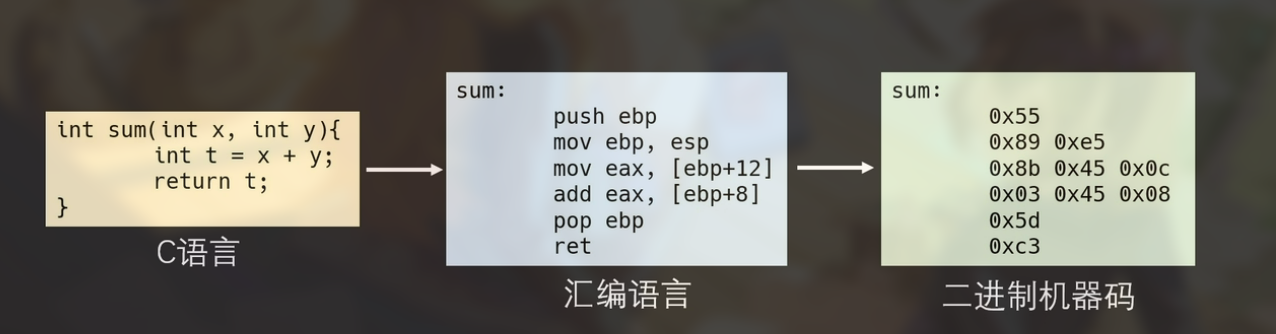 int sum(int x, int y){
int t = x + y;
return t;
}
C语言
sum:
push ebp
mov ebp, esp
mov eax, [ebp+12]
add eax, [ebp+8]
pop ebp
ret
汇编语言
sum:
0x55
0x89 0xe5
0x8b 0x45 0x0c
0x03 0x45 0x08
0x5d
0xc3
二进制机器码